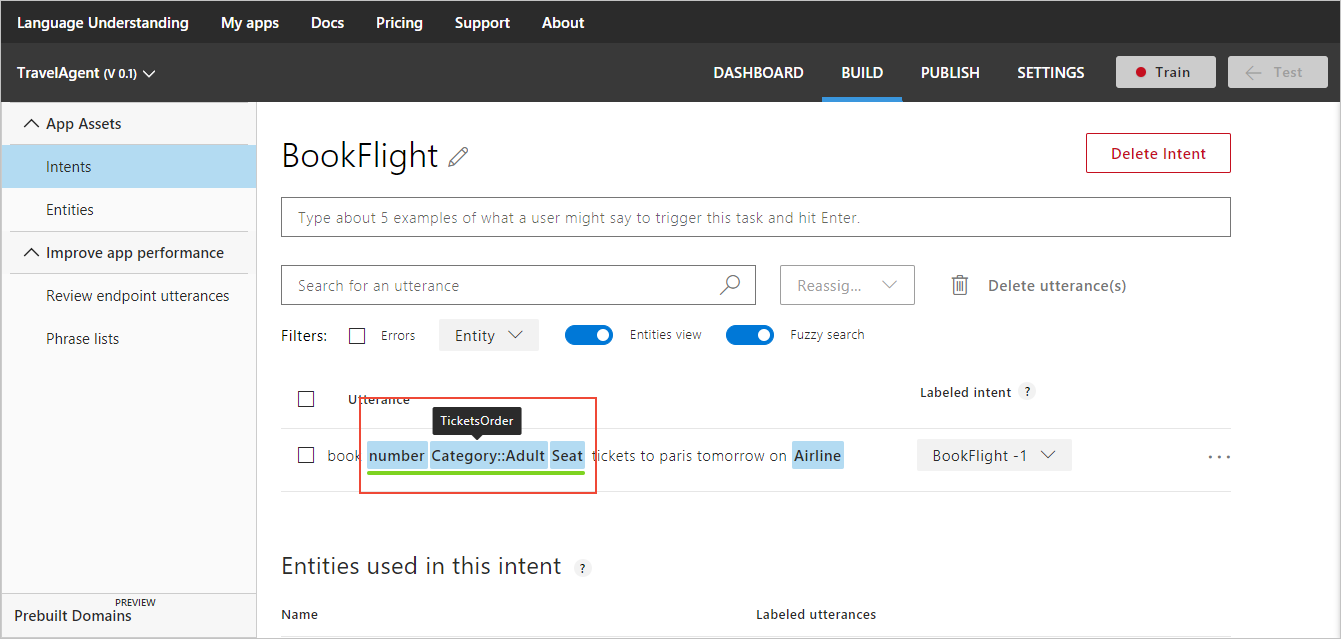 Language Understanding My apps Docs Pricing Support About
TravelAgent (V 0.1) DASHBOARD BUILD PUBLISH SETTINGS Train Test
App Assets
Intents
Entities
Improve app performance
Review endpoint utterances
Phrase lists
PREVIEW
Prebuilt Domains
BookFlight
Delete Intent
Type about 5 examples of what a user might say to trigger this task and hit Enter.
Search for an utterance Reassig... Delete utterance(s)
Filters: Errors Entity Entities view Fuzzy search
Utterance Labeled intent ?
TicketsOrder
book number Category::Adult Seat tickets to paris tomorrow on Airline BookFlight -1 ...
Entities used in this intent ?
Name Labeled utterances